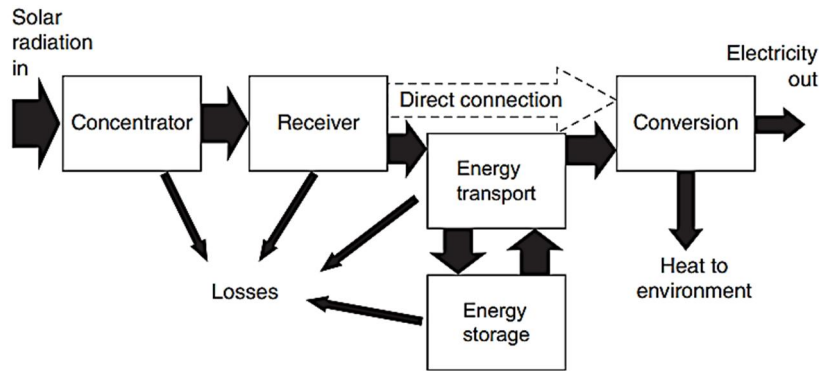 Solar
radiation
in
Concentrator
Receiver
Direct connection
Energy
transport
Conversion
Electricity
out
Losses
Energy
storage
Heat to
environment